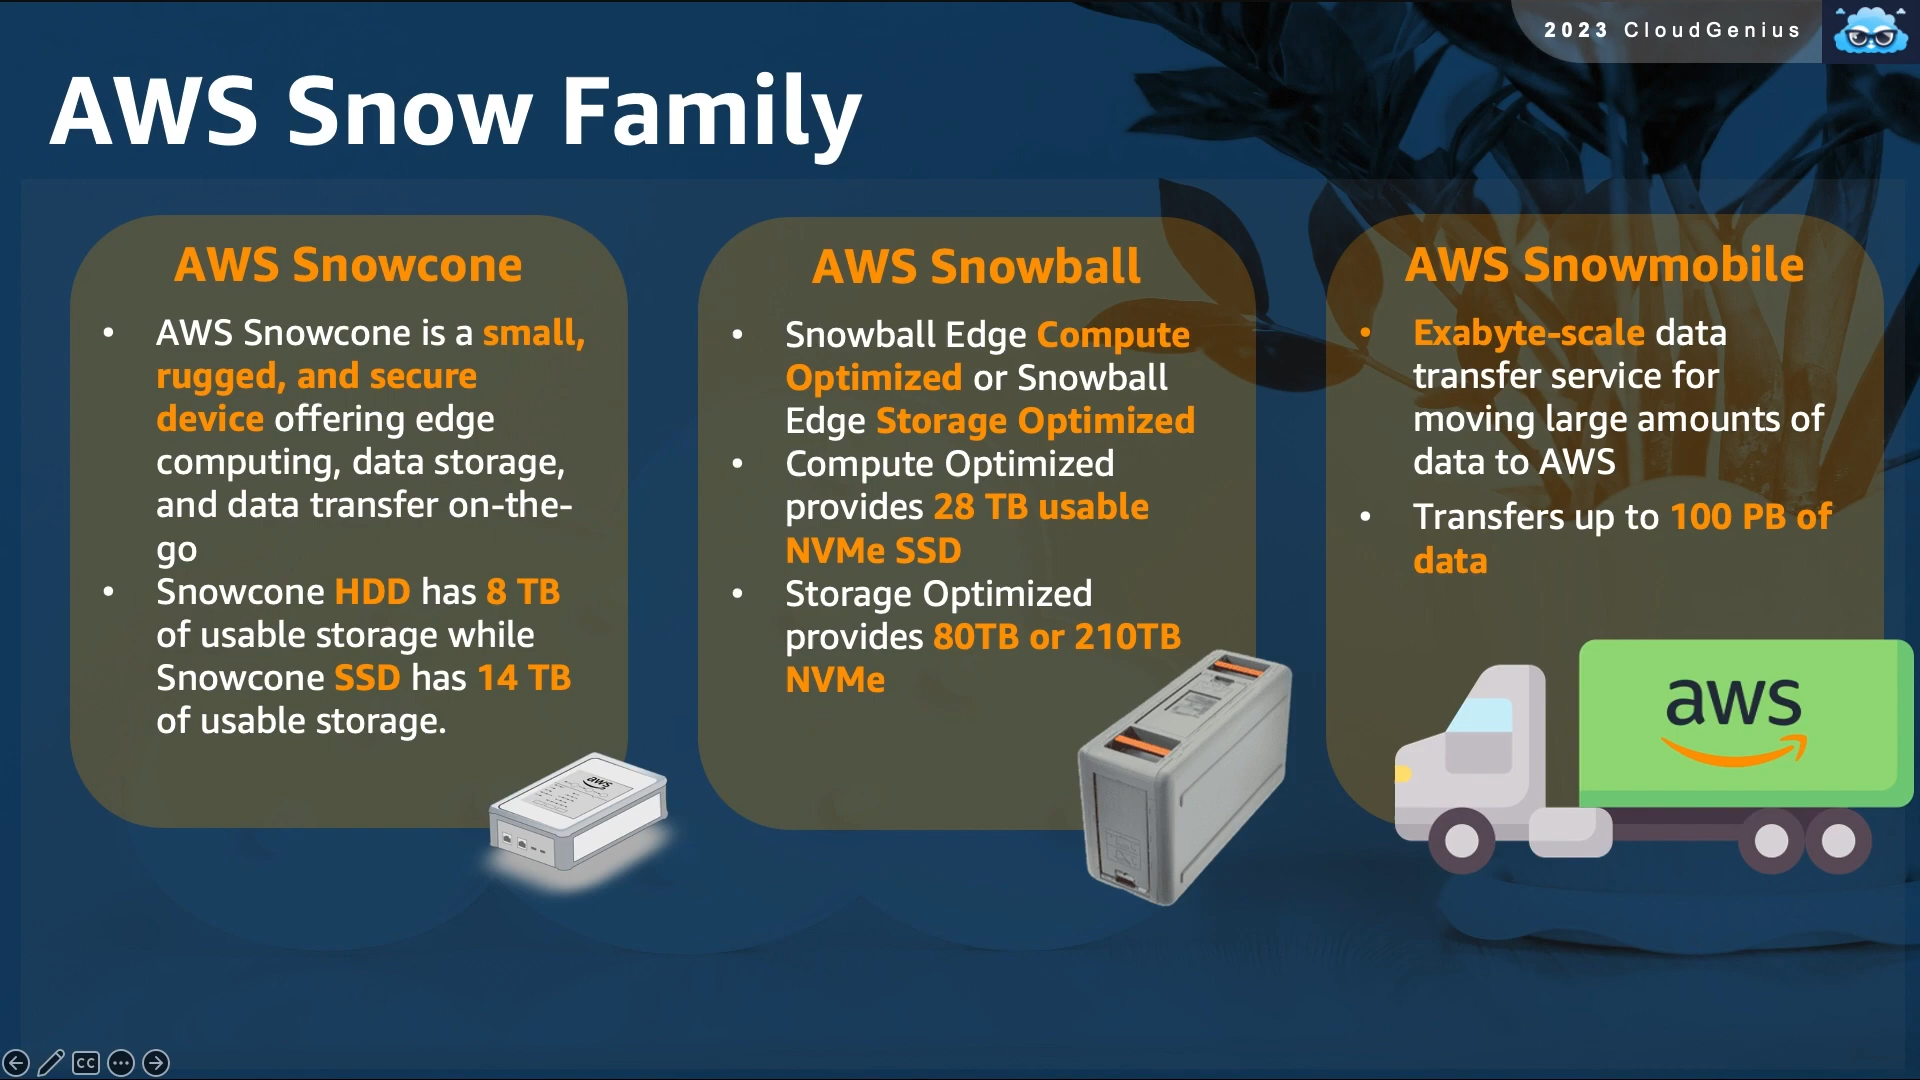 2023 CloudGenius
AWS Snow Family
AWS Snowcone
• AWS Snowcone is a small,
rugged, and secure
device offering edge
computing, data storage,
and data transfer on-the-
go
• Snowcone HDD has 8 TB
of usable storage while
Snowcone SSD has 14 TB
of usable storage.
aws
AWS Snowball
• Snowball Edge Compute
Optimized or Snowball
Edge Storage Optimized
• Compute Optimized
provides 28 TB usable
NVMe SSD
• Storage Optimized
provides 80TB or 210TB
NVMe
AWS Snowmobile
• Exabyte-scale data
transfer service for
moving large amounts of
data to AWS
• Transfers up to 100 PB of
data
aws
CC